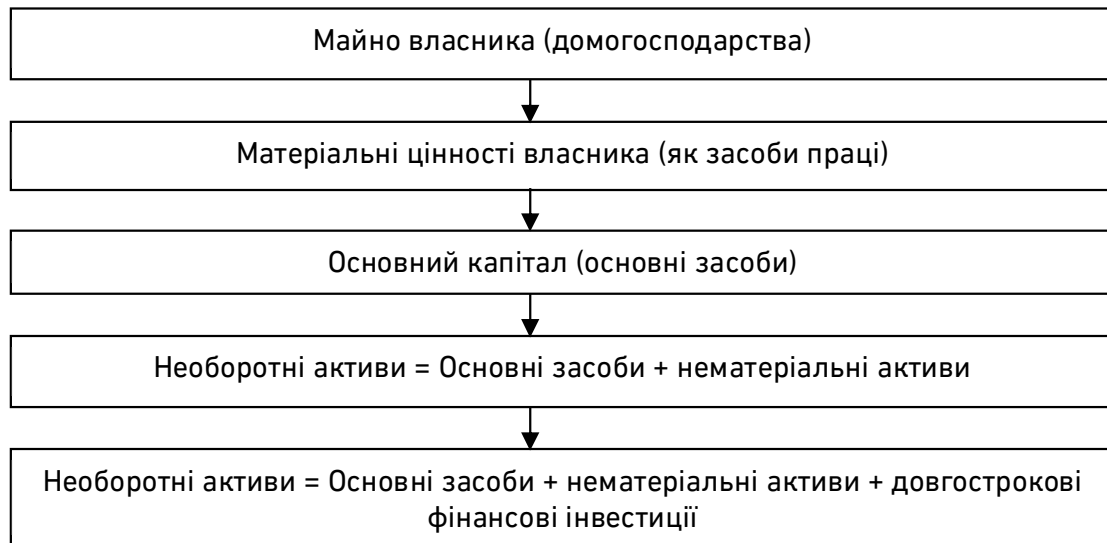 Майно власника (домогосподарства)
Матеріальні цінності власника (як засоби праці)
Основний капітал (основні засоби)
Необоротні активи = Основні засоби + нематеріальні активи
Необоротні активи = Основні засоби + нематеріальні активи + довгострокові
фінансові інвестиції